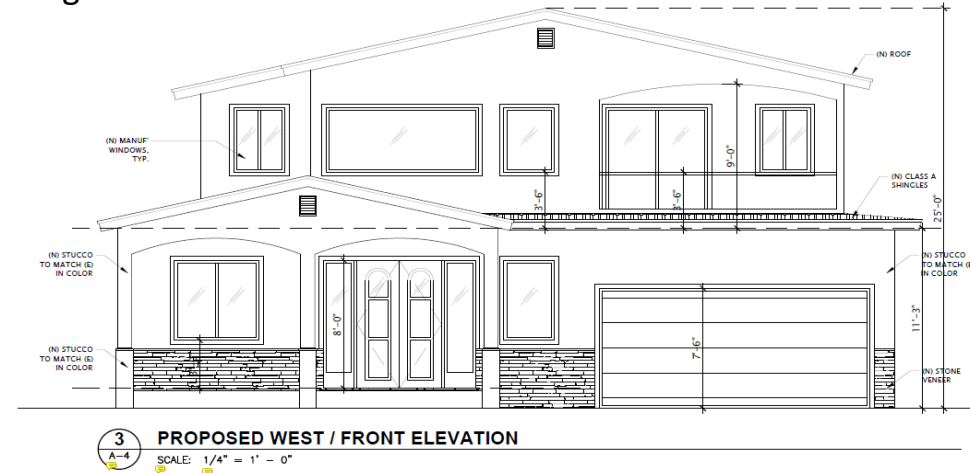 (N) ROOF
(N) MANUF'
WINDOWS,
TYP.
9'-0"
3'-6"
3'-6"
(N) CLASS A
SHINGLES
25'-0"
(N) STUCCO
TO MATCH (E)
IN COLOR
(N) STUCCO
TO MATCH (E)
IN COLOR
8'-0"
11'-3"
7'-6"
(N) STUCCO
TO MATCH (E)
IN COLOR
(N) STONE
VENEER
3
A-4
PROPOSED WEST / FRONT ELEVATION
SCALE: 1/4" = 1' - 0"